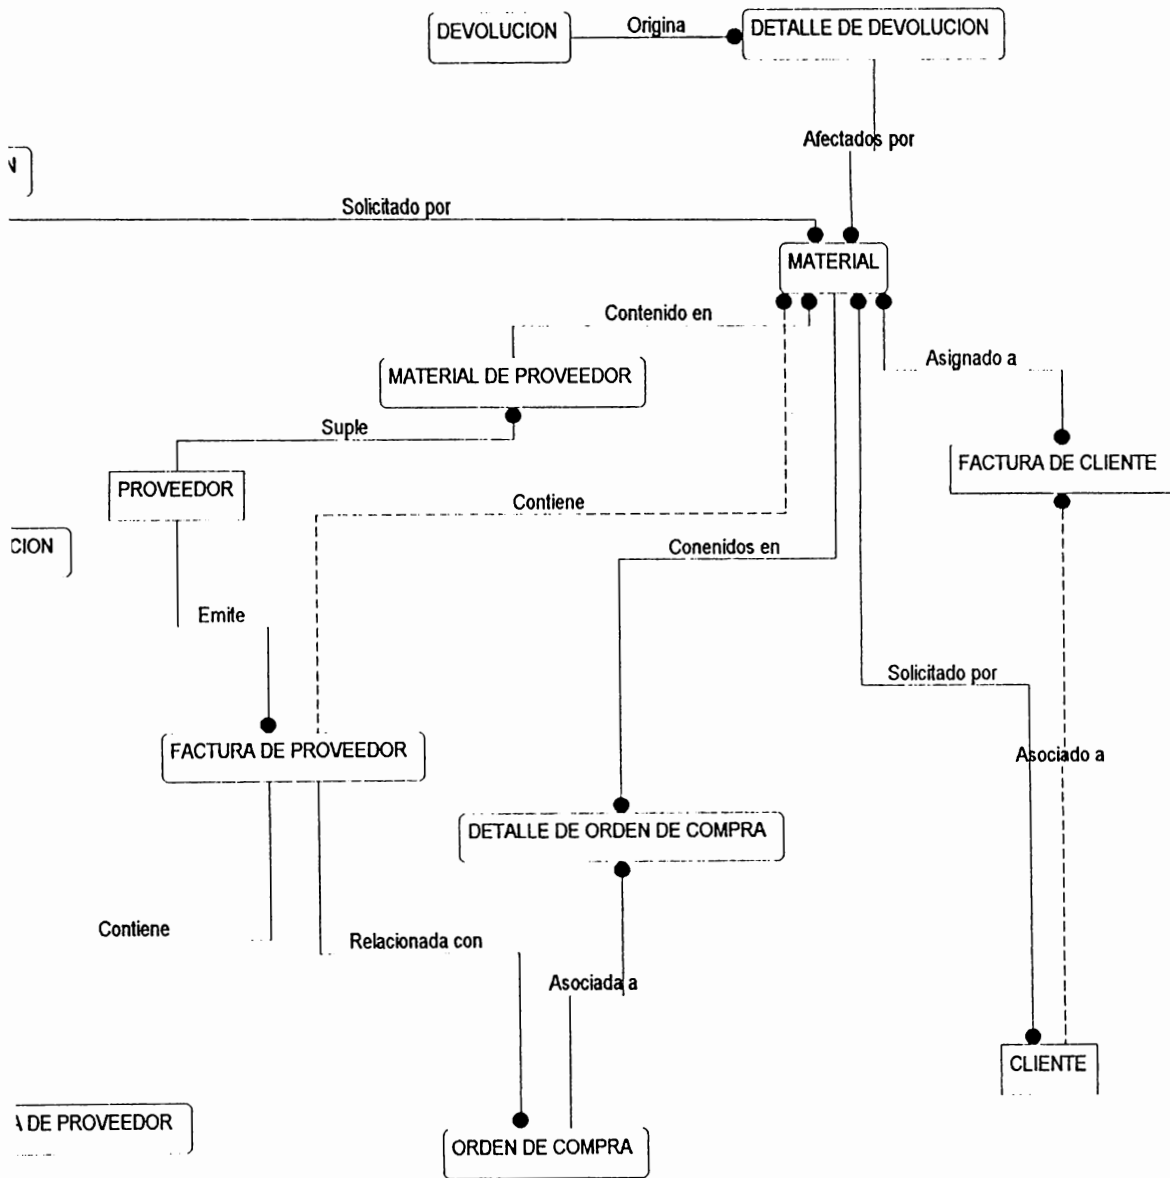 DEVOLUCION
Origina
DETALLE DE DEVOLUCION
Afectados por
N
Solicitado por
MATERIAL
Contenido en
MATERIAL DE PROVEEDOR
Asignado a
Suple
FACTURA DE CLIENTE
PROVEEDOR
Contiene
CION
Conenidos en
Emite
Solicitado por
FACTURA DE PROVEEDOR
Asociado a
DETALLE DE ORDEN DE COMPRA
Contiene
Relacionada con
Asociada a
CLIENTE
A DE PROVEEDOR
ORDEN DE COMPRA